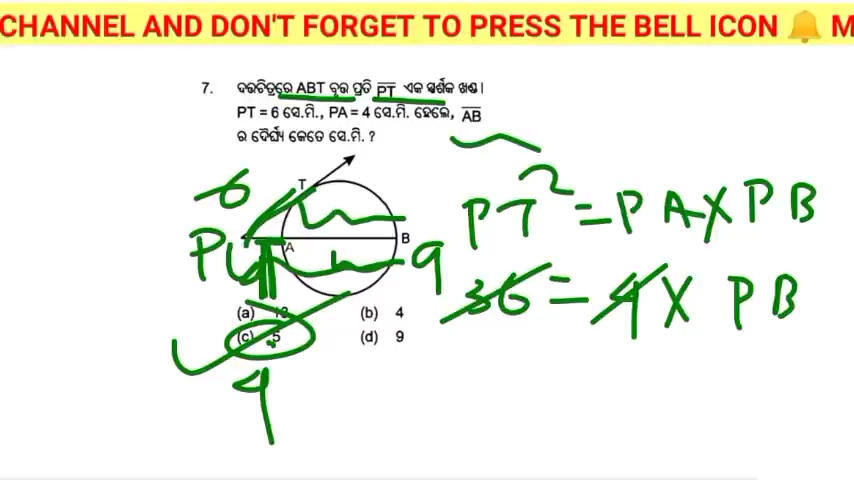 CHANNEL AND DON'T FORGET TO PRESS THE BELL ICON 🔔 M
7. ଦତ୍ତଚିତ୍ରରେ ABT ବୃତ୍ତ ପ୍ରତି PT ଏକ ସ୍ପର୍ଶକ ଖଣ୍ଡ।
PT = 6 ସେ.ମି., PA = 4 ସେ.ମି. ହେଲେ, AB
ର ଦୈର୍ଘ୍ୟ କେତେ ସେ.ମି. ?
T
6
PT² = PA X PB
P
A
B
9
36 = 4 X PB
(a)
(b) 4
(c) 5
(d) 9
4